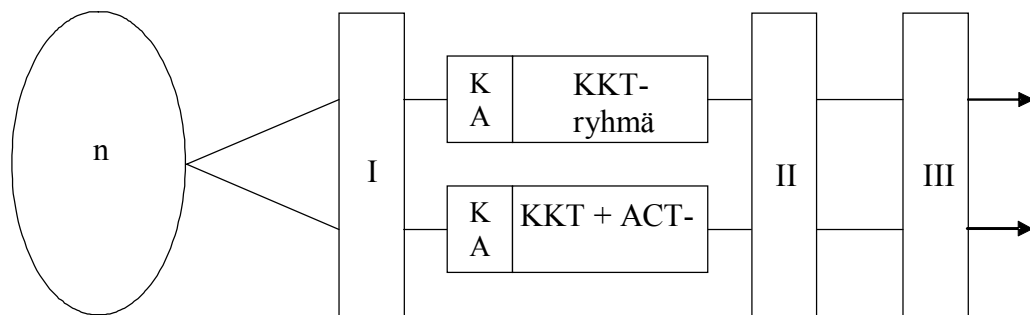 n
I
K
A
KKT-
ryhmä
K
A
KKT + ACT-
II
III